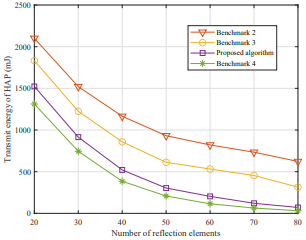 2500
2000
1500
1000
500
0
Transmit energy of HAP (mJ)
Benchmark 2
Benchmark 3
Proposed algorithm
Benchmark 4
20 30 40 50 60 70 80
Number of reflection elements